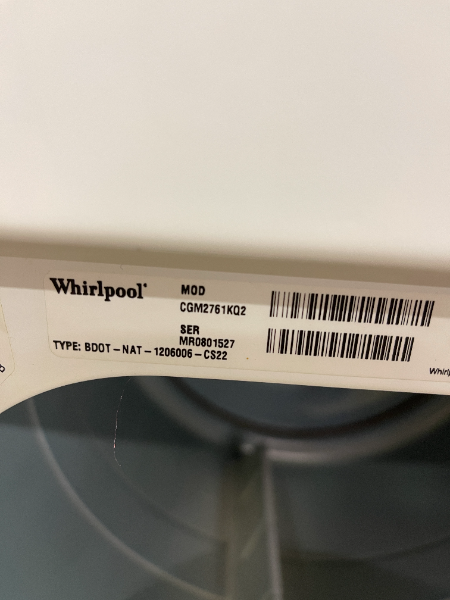 Whirlpool
MOD
CGM2761KQ2
SER
MR0801527
TYPE: BDOT-NAT-1206006-CS22